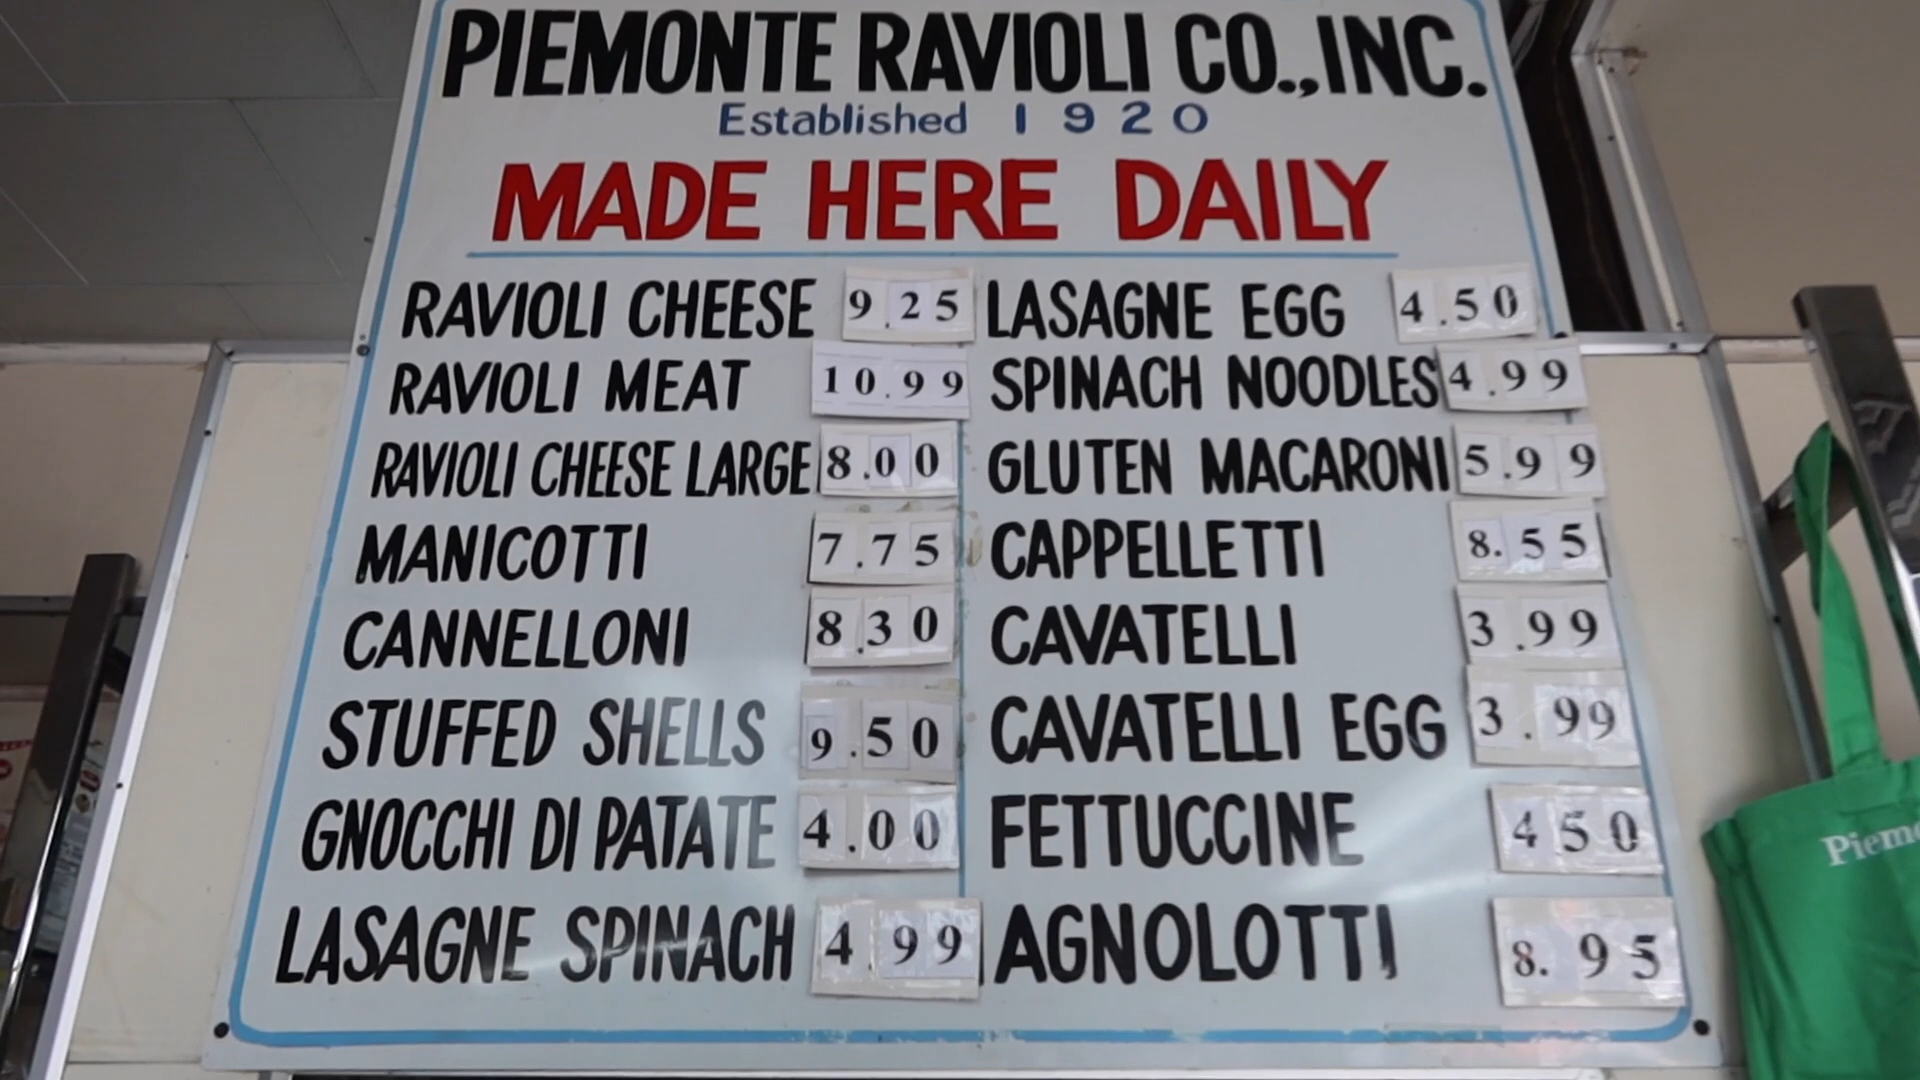 PIEMONTE RAVIOLI CO., INC.
Established 1920
MADE HERE DAILY
RAVIOLI CHEESE 9.25
RAVIOLI MEAT 10.99
RAVIOLI CHEESE LARGE 8.00
MANICOTTI 7.75
CANNELLONI 8.30
STUFFED SHELLS 9.50
GNOCCHI DI PATATE 4.00
LASAGNE SPINACH 4.99
LASAGNE EGG 4.50
SPINACH NOODLES 4.99
GLUTEN MACARONI 5.99
CAPPELLETTI 8.55
CAVATELLI 3.99
CAVATELLI EGG 3.99
FETTUCCINE 450
AGNOLOTTI 8.95
Piemo